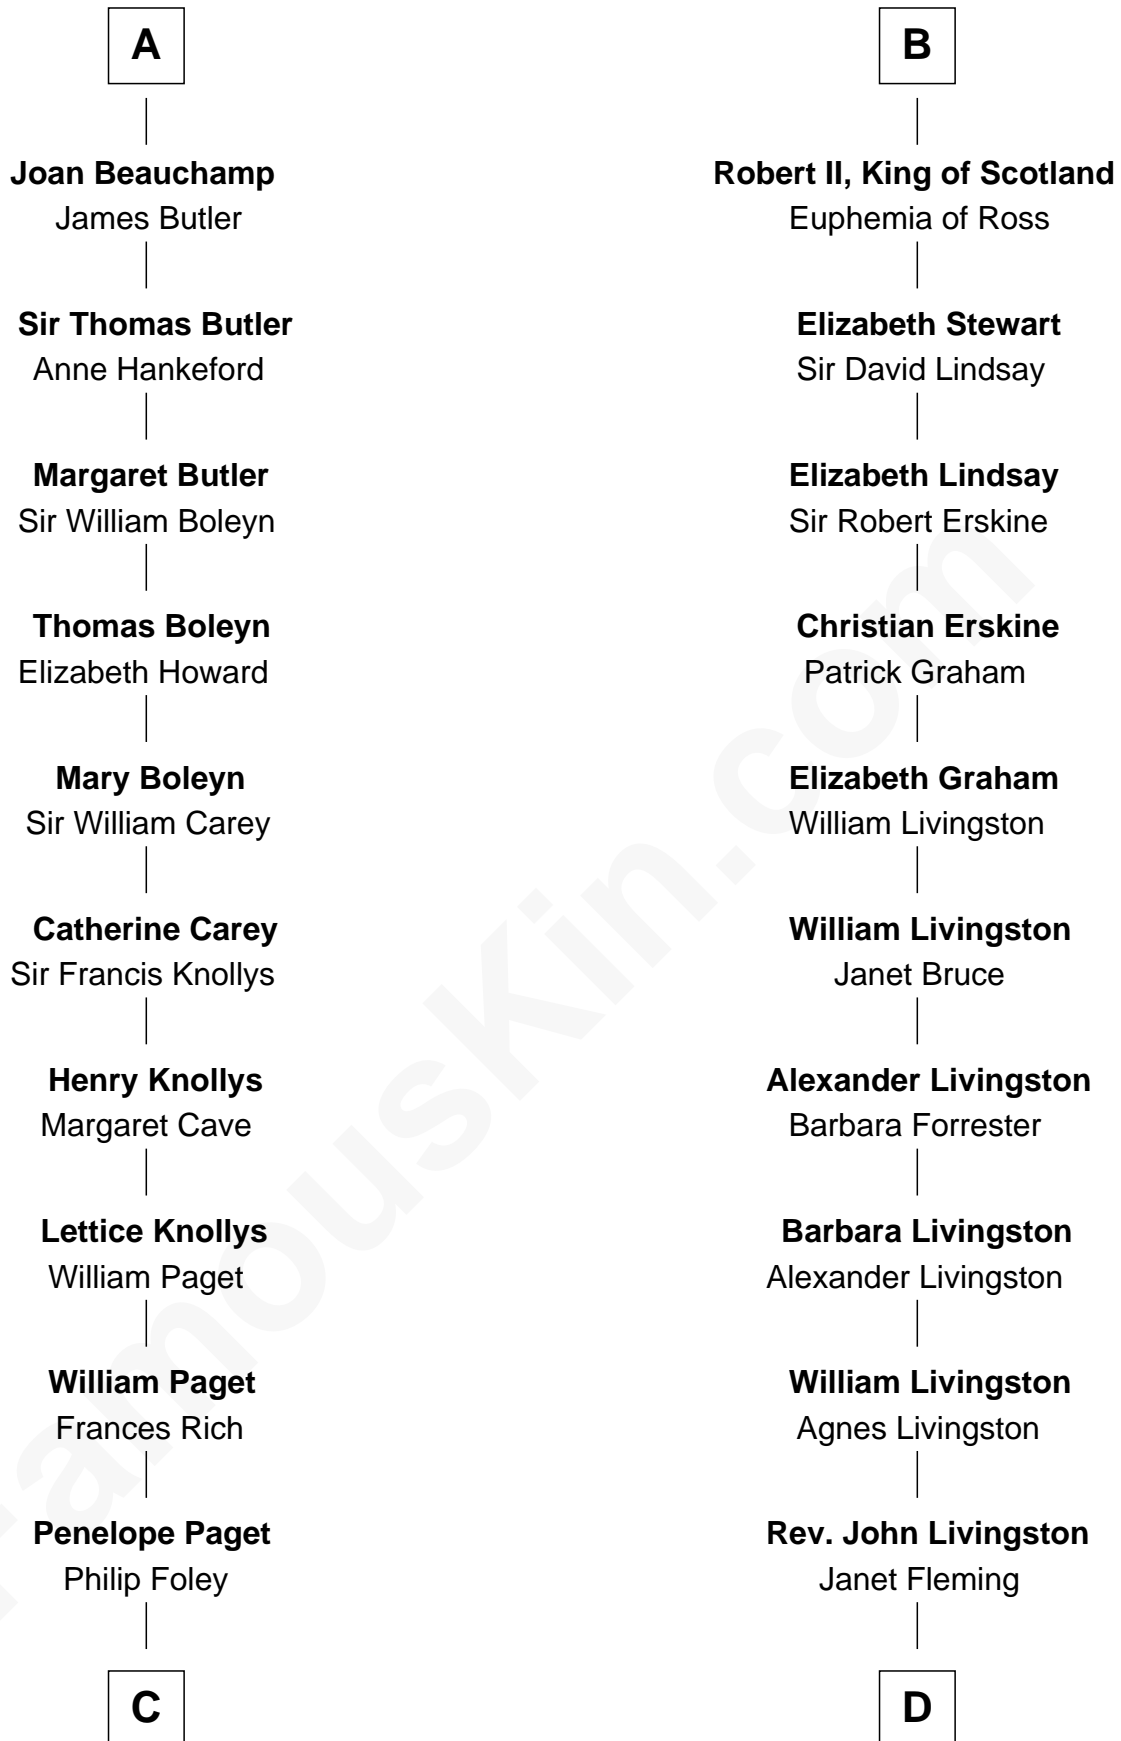 A
Joan Beauchamp
James Butler
Sir Thomas Butler
Anne Hankeford
Margaret Butler
Sir William Boleyn
Thomas Boleyn
Elizabeth Howard
Mary Boleyn
Sir William Carey
Catherine Carey
Sir Francis Knollys
Henry Knollys
Margaret Cave
Lettice Knollys
William Paget
William Paget
Frances Rich
Penelope Paget
Philip Foley
C
B
Robert II, King of Scotland
Euphemia of Ross
Elizabeth Stewart
Sir David Lindsay
Elizabeth Lindsay
Sir Robert Erskine
Christian Erskine
Patrick Graham
Elizabeth Graham
William Livingston
William Livingston
Janet Bruce
Alexander Livingston
Barbara Forrester
Barbara Livingston
Alexander Livingston
William Livingston
Agnes Livingston
Rev. John Livingston
Janet Fleming
D
FamousKin.com